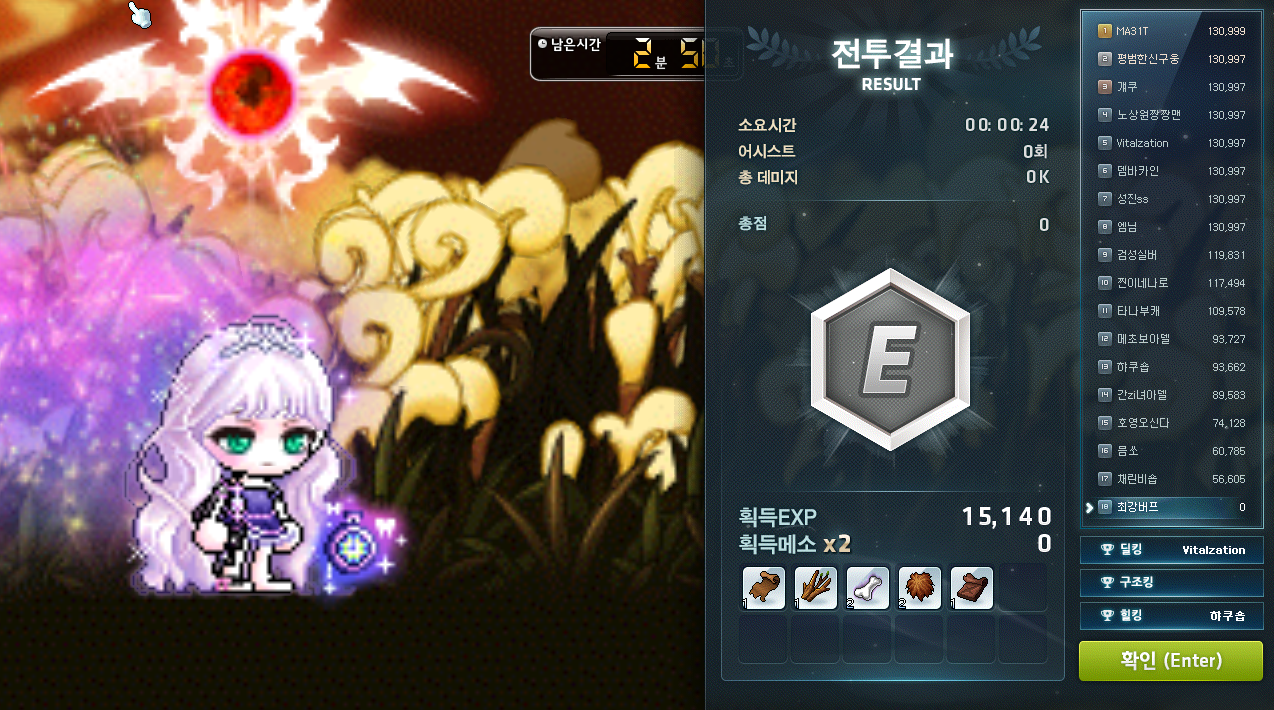 남은시간
2분 50초
전투결과
RESULT
소요시간 00: 00: 24
어시스트 0회
총 데미지 0K
총점 0
E
획득EXP 15,140
획득메소 x2 0
1 1 2 2 1
1 MA31T 130,999
2 평범한신구웅 130,997
3 걔쿠 130,997
4 노상원짱짱맨 130,997
5 Vitalzation 130,997
6 뎀바카인 130,997
7 성진ss 130,997
8 엠님 130,997
9 검성실버 119,831
10 전이네나로 117,494
11 타나부캐 109,578
12 메초보아델 93,727
13 하쿠숍 93,662
14 간zi녀아델 89,583
15 호영오신다 74,128
16 몸쏘 60,785
17 채린비숍 56,605
18 최강버프 0
딜킹 Vitalzation
구조킹
힐킹 하쿠숍
확인 (Enter)